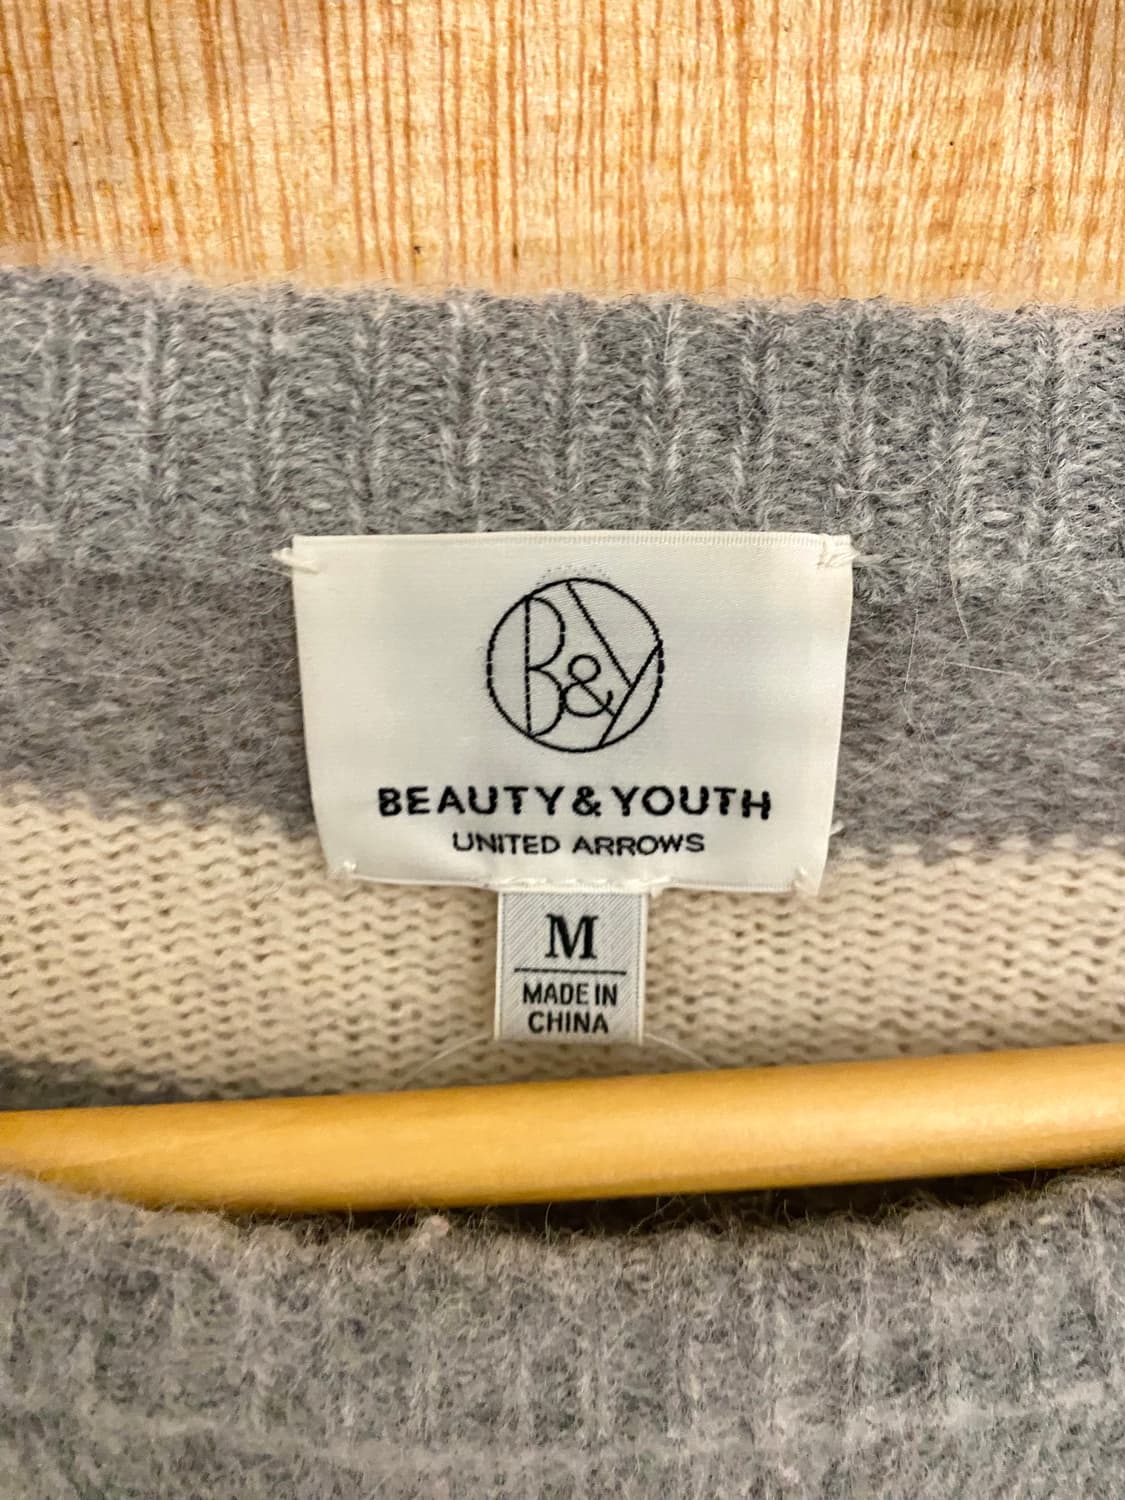 B&Y
BEAUTY & YOUTH
UNITED ARROWS
M
MADE IN
CHINA